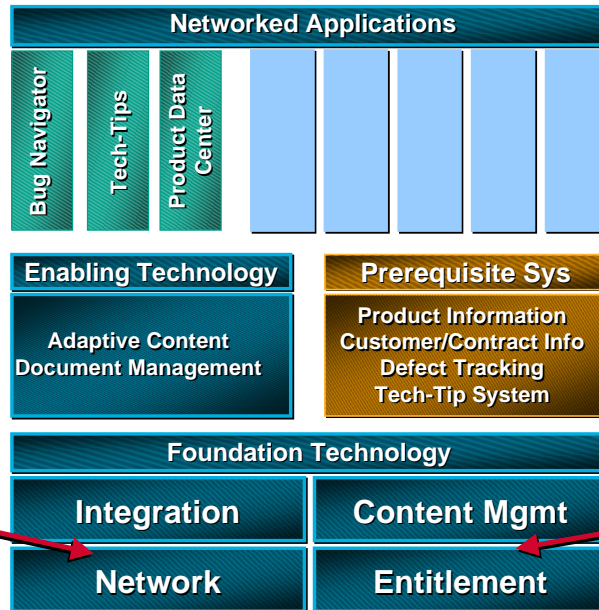 Networked Applications
Bug Navigator
Tech-Tips
Product Data
Center
Enabling Technology
Adaptive Content
Document Management
Prerequisite Sys
Product Information
Customer/Contract Info
Defect Tracking
Tech-Tip System
Foundation Technology
Integration
Content Mgmt
Network
Entitlement